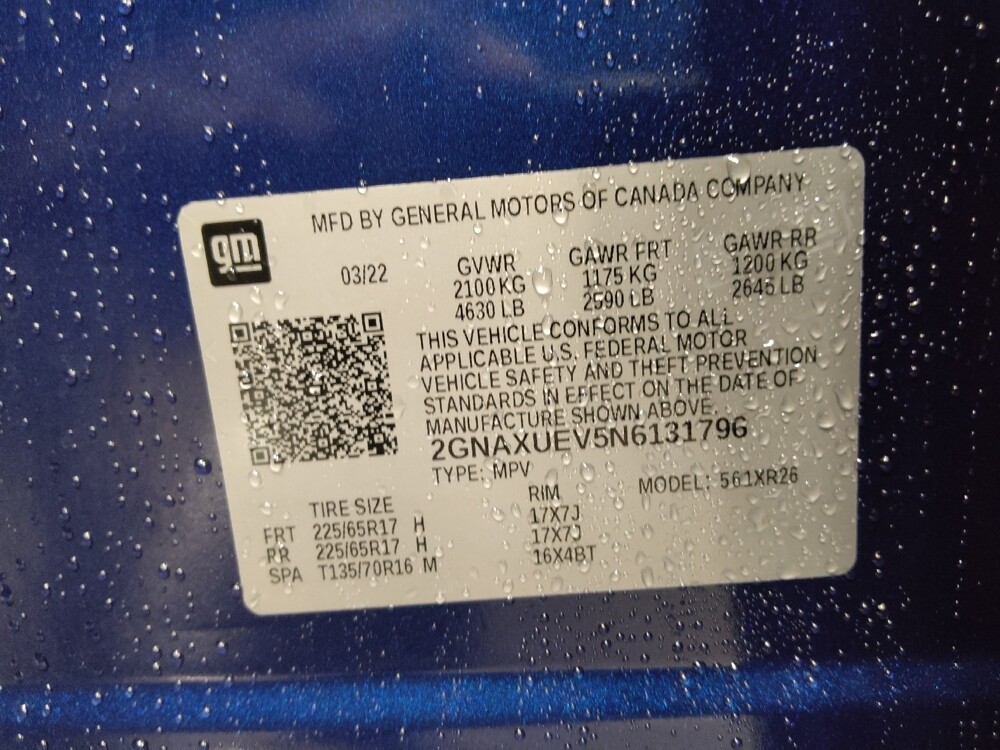 MFD BY GENERAL MOTORS OF CANADA COMPANY
gm
03/22
GVWR GAWR FRT GAWR RR
2100 KG 1175 KG 1200 KG
4630 LB 2590 LB 2645 LB
THIS VEHICLE CONFORMS TO ALL
APPLICABLE U.S. FEDERAL MOTOR
VEHICLE SAFETY AND THEFT PREVENTION
STANDARDS IN EFFECT ON THE DATE OF
MANUFACTURE SHOWN ABOVE.
2GNAXUEV5N6131796
TYPE: MPV MODEL: 561XR26
TIRE SIZE RIM
FRT 225/65R17 H 17X7J
RR 225/65R17 H 17X7J
SPA T135/70R16 M 16X4BT